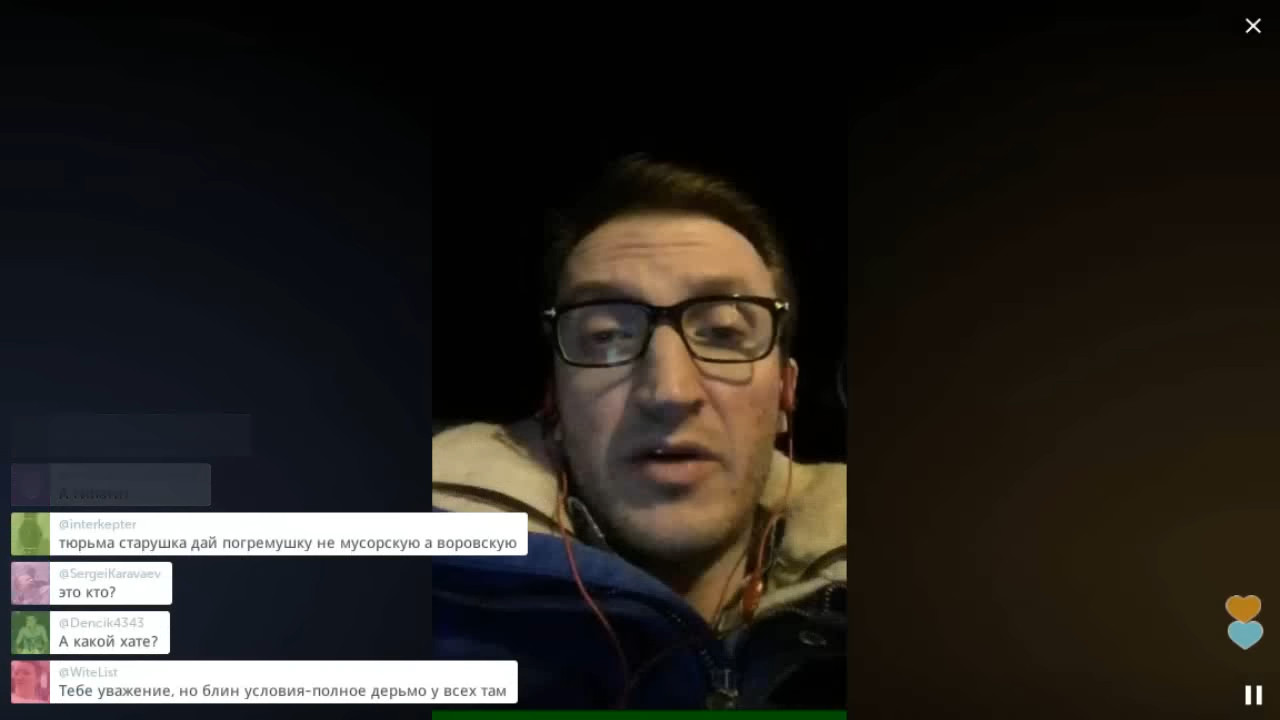 @interkepter
тюрьма старушка дай погремушку не мусорскую а воровскую
@SergeiKaravaev
это кто?
@Dencik4343
А какой хате?
@WiteList
Тебе уважение, но блин условия-полное дерьмо у всех там